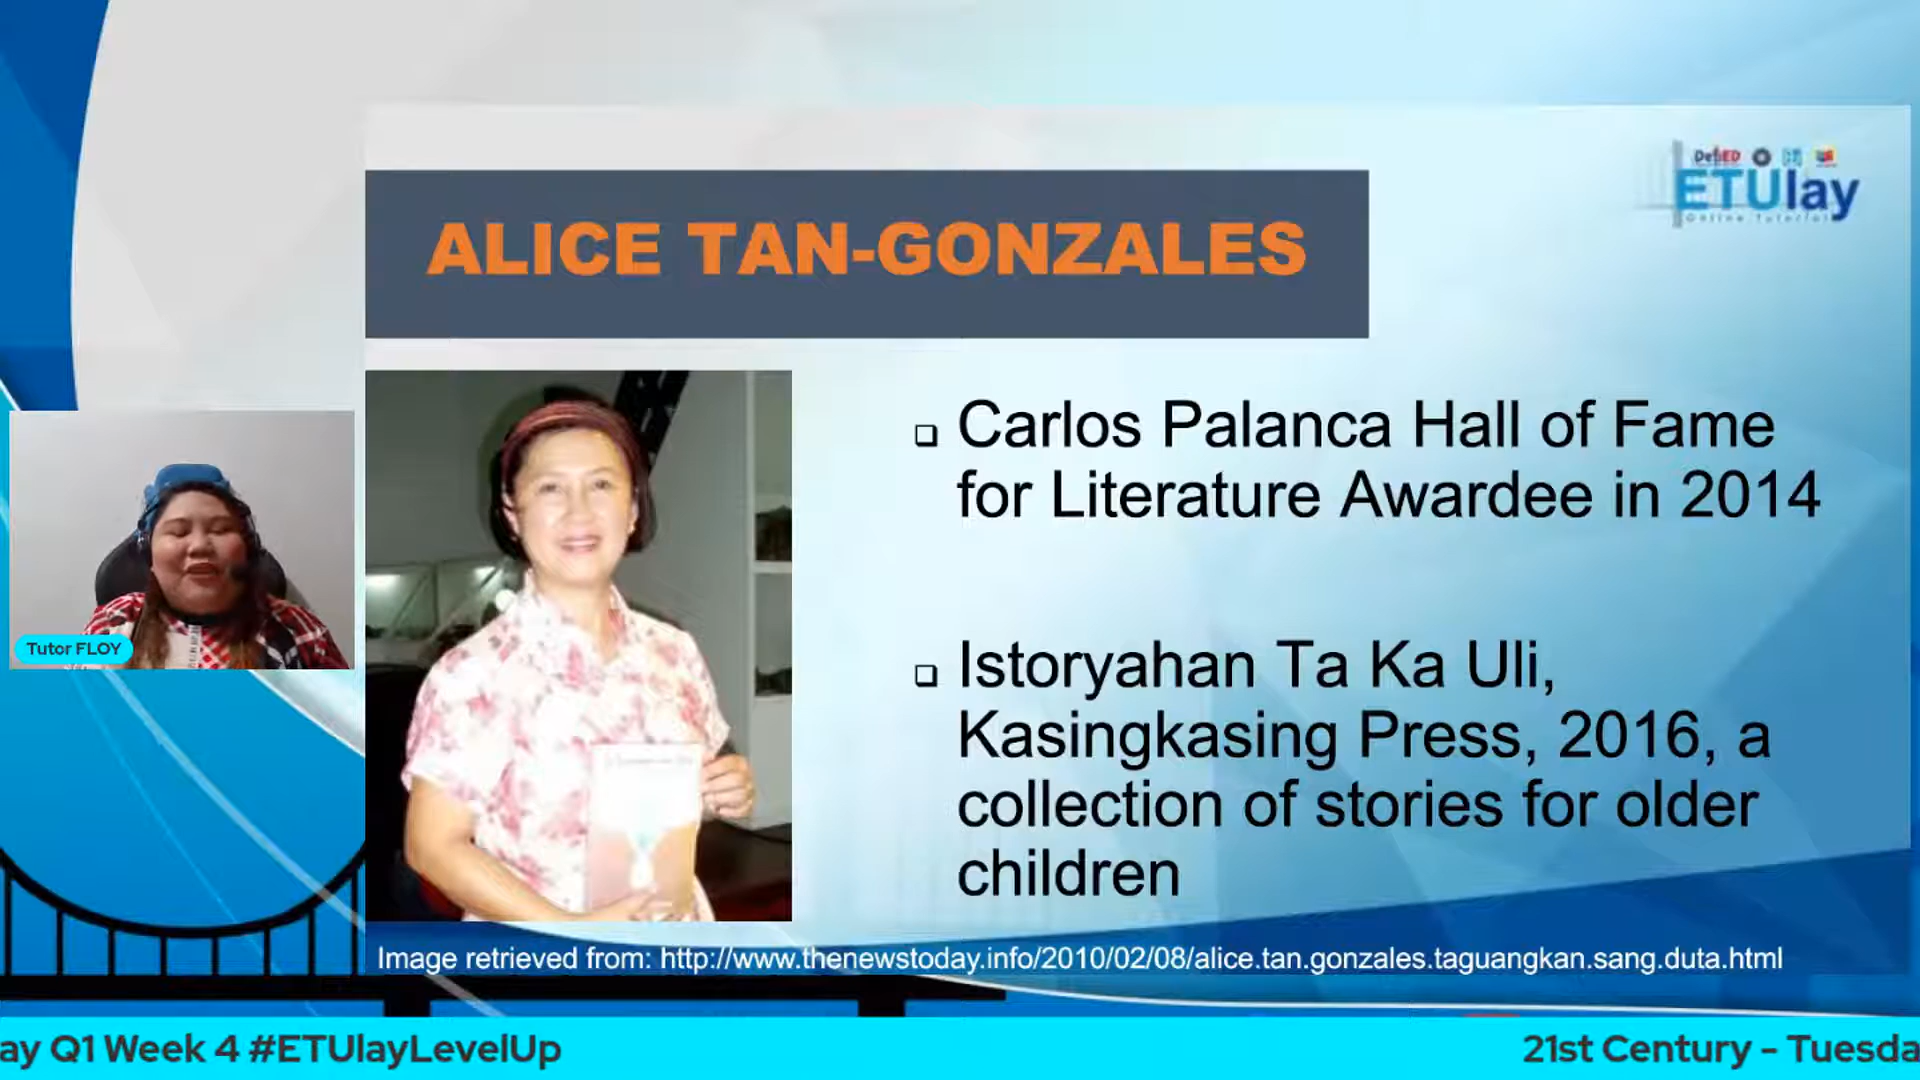 DepED
ETUlay
Online Tutorial
ALICE TAN-GONZALES
❑ Carlos Palanca Hall of Fame
for Literature Awardee in 2014
❑ Istoryahan Ta Ka Uli,
Kasingkasing Press, 2016, a
collection of stories for older
children
Tutor FLOY
Image retrieved from: http://www.thenewstoday.info/2010/02/08/alice.tan.gonzales.taguangkan.sang.duta.html
ay Q1 Week 4 #ETUlayLevelUp
21st Century - Tuesda